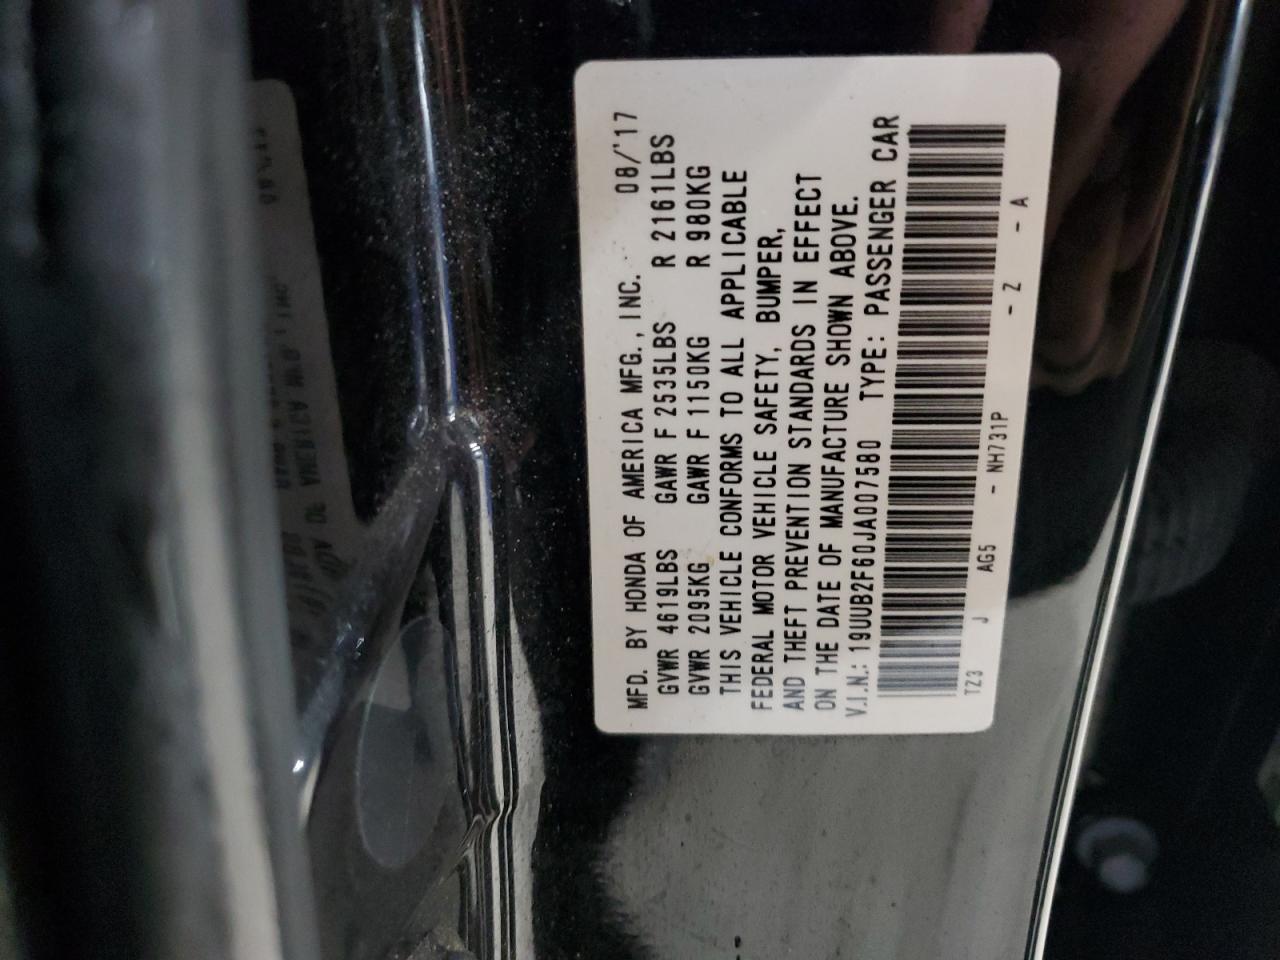 MFD. BY HONDA OF AMERICA MFG., INC. 08/'17
GVWR 4619LBS GAWR F 2535LBS R 2161LBS
GVWR 2095KG GAWR F 1150KG R 980KG
THIS VEHICLE CONFORMS TO ALL APPLICABLE
FEDERAL MOTOR VEHICLE SAFETY, BUMPER,
AND THEFT PREVENTION STANDARDS IN EFFECT
ON THE DATE OF MANUFACTURE SHOWN ABOVE.
V.I.N.: 19UUB2F60JA007580 TYPE: PASSENGER CAR
TZ3 J AG5 - NH731P - Z - A